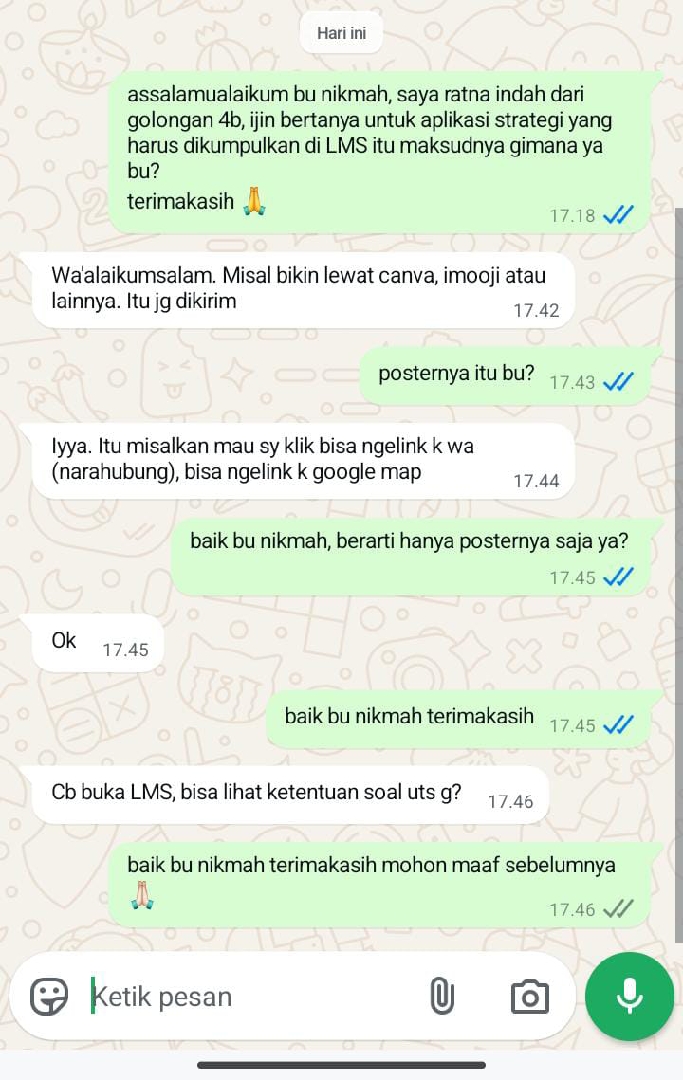 Hari ini
assalamualaikum bu nikmah, saya ratna indah dari
golongan 4b, ijin bertanya untuk aplikasi strategi yang
harus dikumpulkan di LMS itu maksudnya gimana ya
bu?
terimakasih 🙏
17.18
Wa'alaikumsalam. Misal bikin lewat canva, imooji atau
lainnya. Itu jg dikirim
17.42
posternya itu bu?
17.43
Iyya. Itu misalkan mau sy klik bisa ngelink k wa
(narahubung), bisa ngelink k google map
17.44
baik bu nikmah, berarti hanya posternya saja ya?
17.45
Ok
17.45
baik bu nikmah terimakasih
17.45
Cb buka LMS, bisa lihat ketentuan soal uts g?
17.46
baik bu nikmah terimakasih mohon maaf sebelumnya
🙏🏻
17.46
Ketik pesan